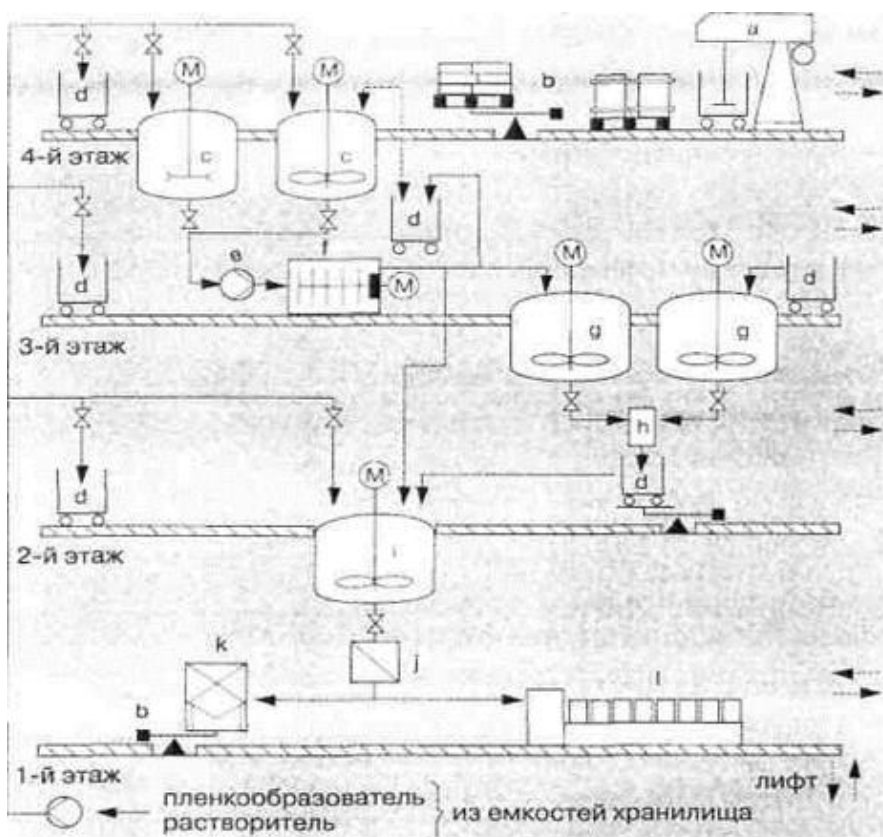 a
b
d
M
M
c
c
4-й этаж
d
e
f
M
M
M
d
d
g
g
3-й этаж
h
d
d
M
2-й этаж
i
k
j
l
b
1-й этаж
лифт
пленкообразователь
растворитель
из емкостей хранилища